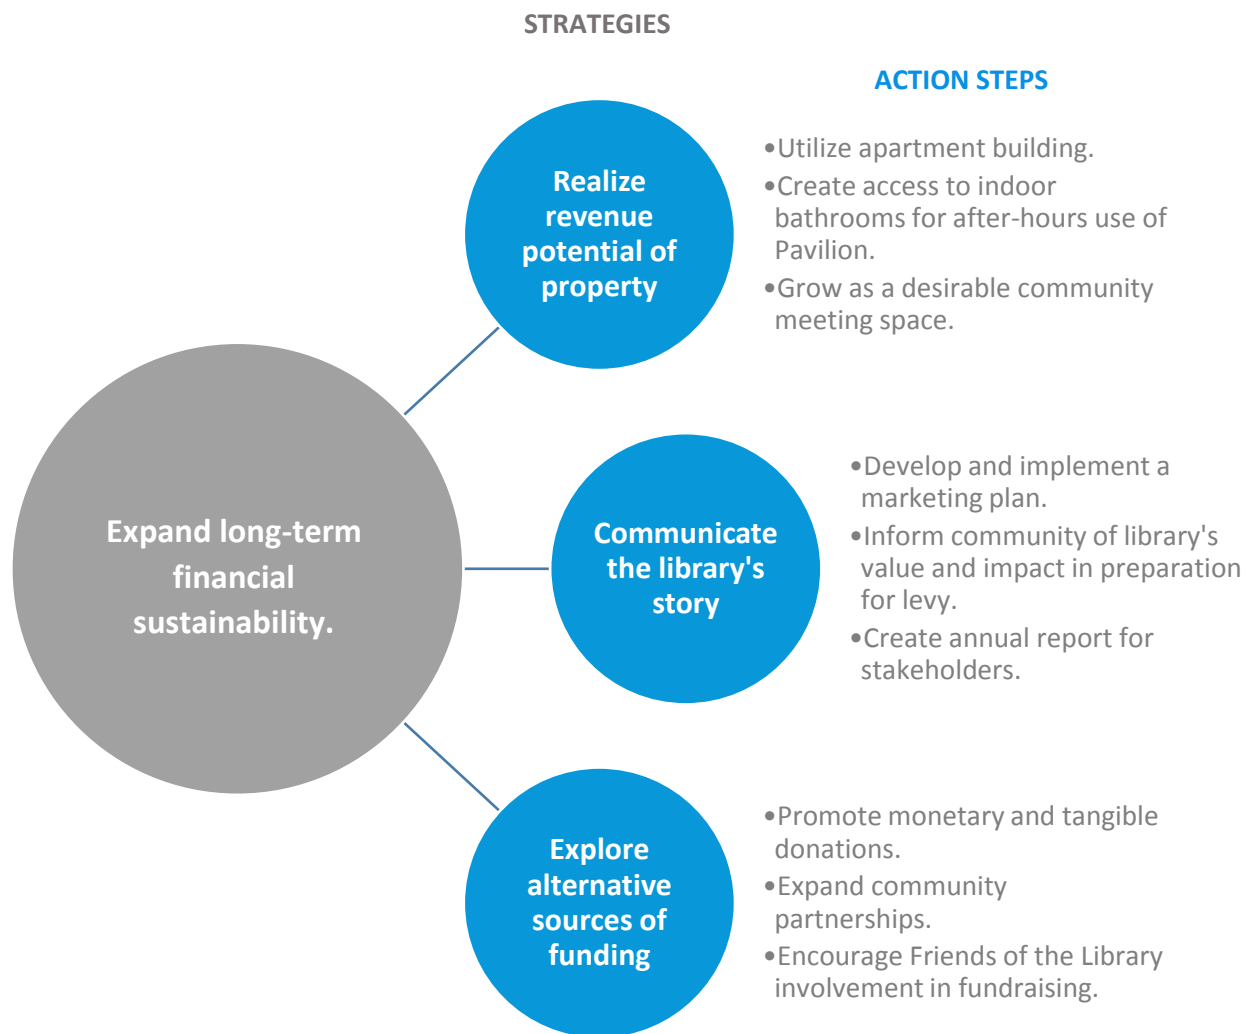 STRATEGIES
ACTION STEPS
Expand long-term
financial
sustainability.
Realize
revenue
potential of
property
•Utilize apartment building.
•Create access to indoor
bathrooms for after-hours use of
Pavilion.
•Grow as a desirable community
meeting space.
Communicate
the library's
story
•Develop and implement a
marketing plan.
•Inform community of library's
value and impact in preparation
for levy.
•Create annual report for
stakeholders.
Explore
alternative
sources of
funding
•Promote monetary and tangible
donations.
•Expand community
partnerships.
•Encourage Friends of the Library
involvement in fundraising.